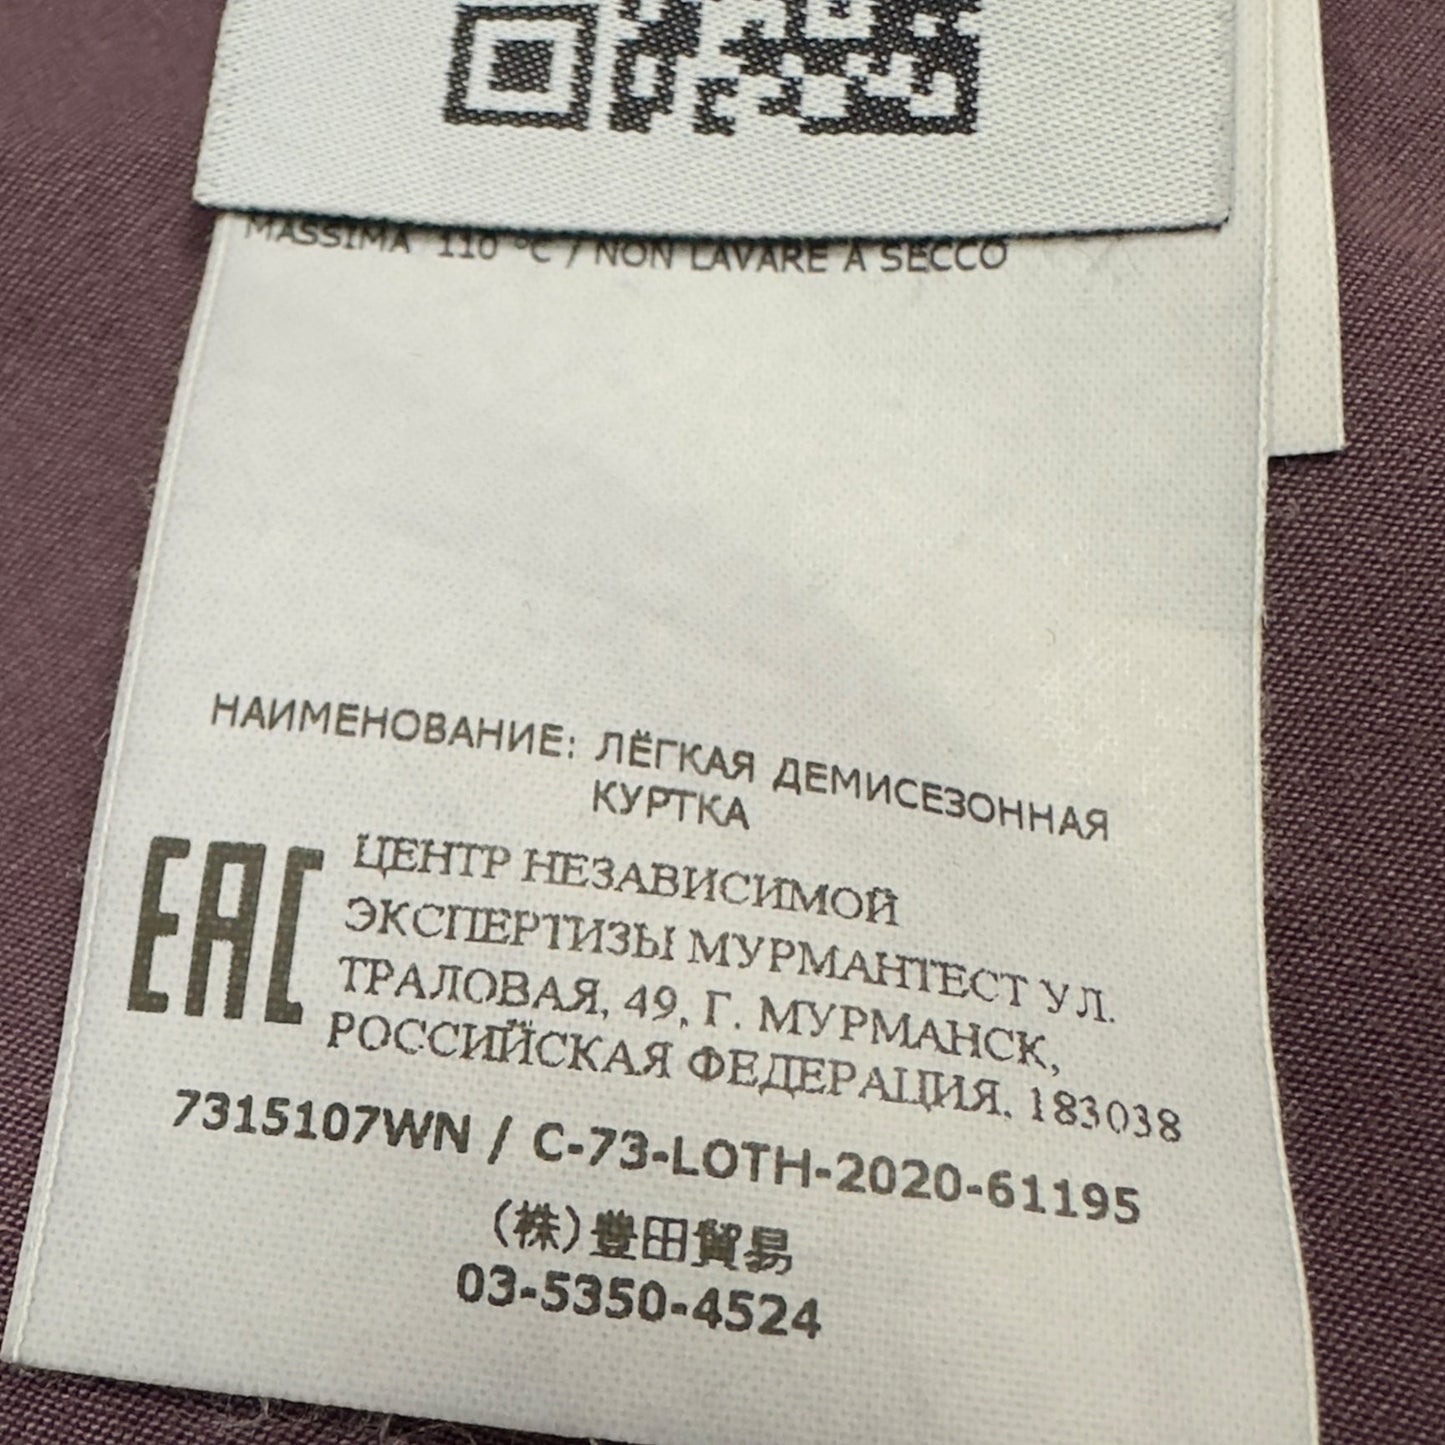 MASSIMA 110 °C / NON LAVARE A SECCO
НАИМЕНОВАНИЕ: ЛЁГКАЯ ДЕМИСЕЗОННАЯ
КУРТКА
EAC
ЦЕНТР НЕЗАВИСИМОЙ
ЭКСПЕРТИЗЫ МУРМАНТЕСТ УЛ.
ТРАЛОВАЯ, 49, Г. МУРМАНСК,
РОССИЙСКАЯ ФЕДЕРАЦИЯ, 183038
7315107WN / C-73-LOTH-2020-61195
(株)豊田貿易
03-5350-4524